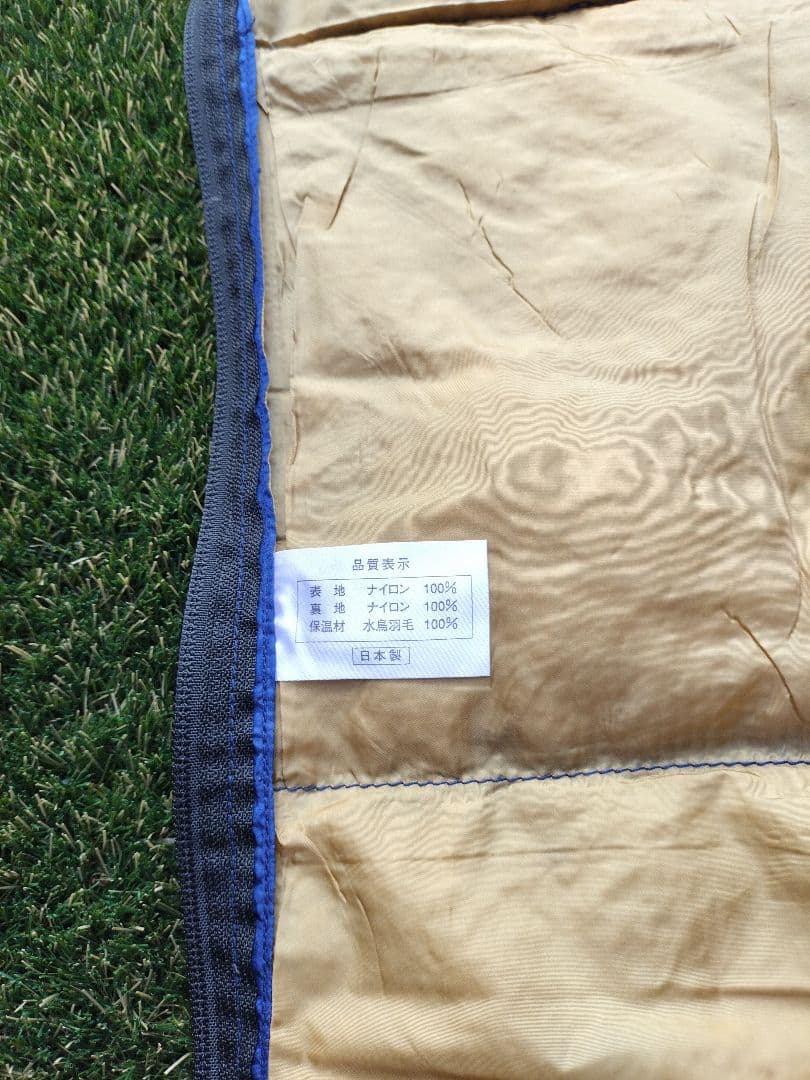 品質表示
表 地 ナイロン 100%
裏 地 ナイロン 100%
保温材 水鳥羽毛 100%
日本製